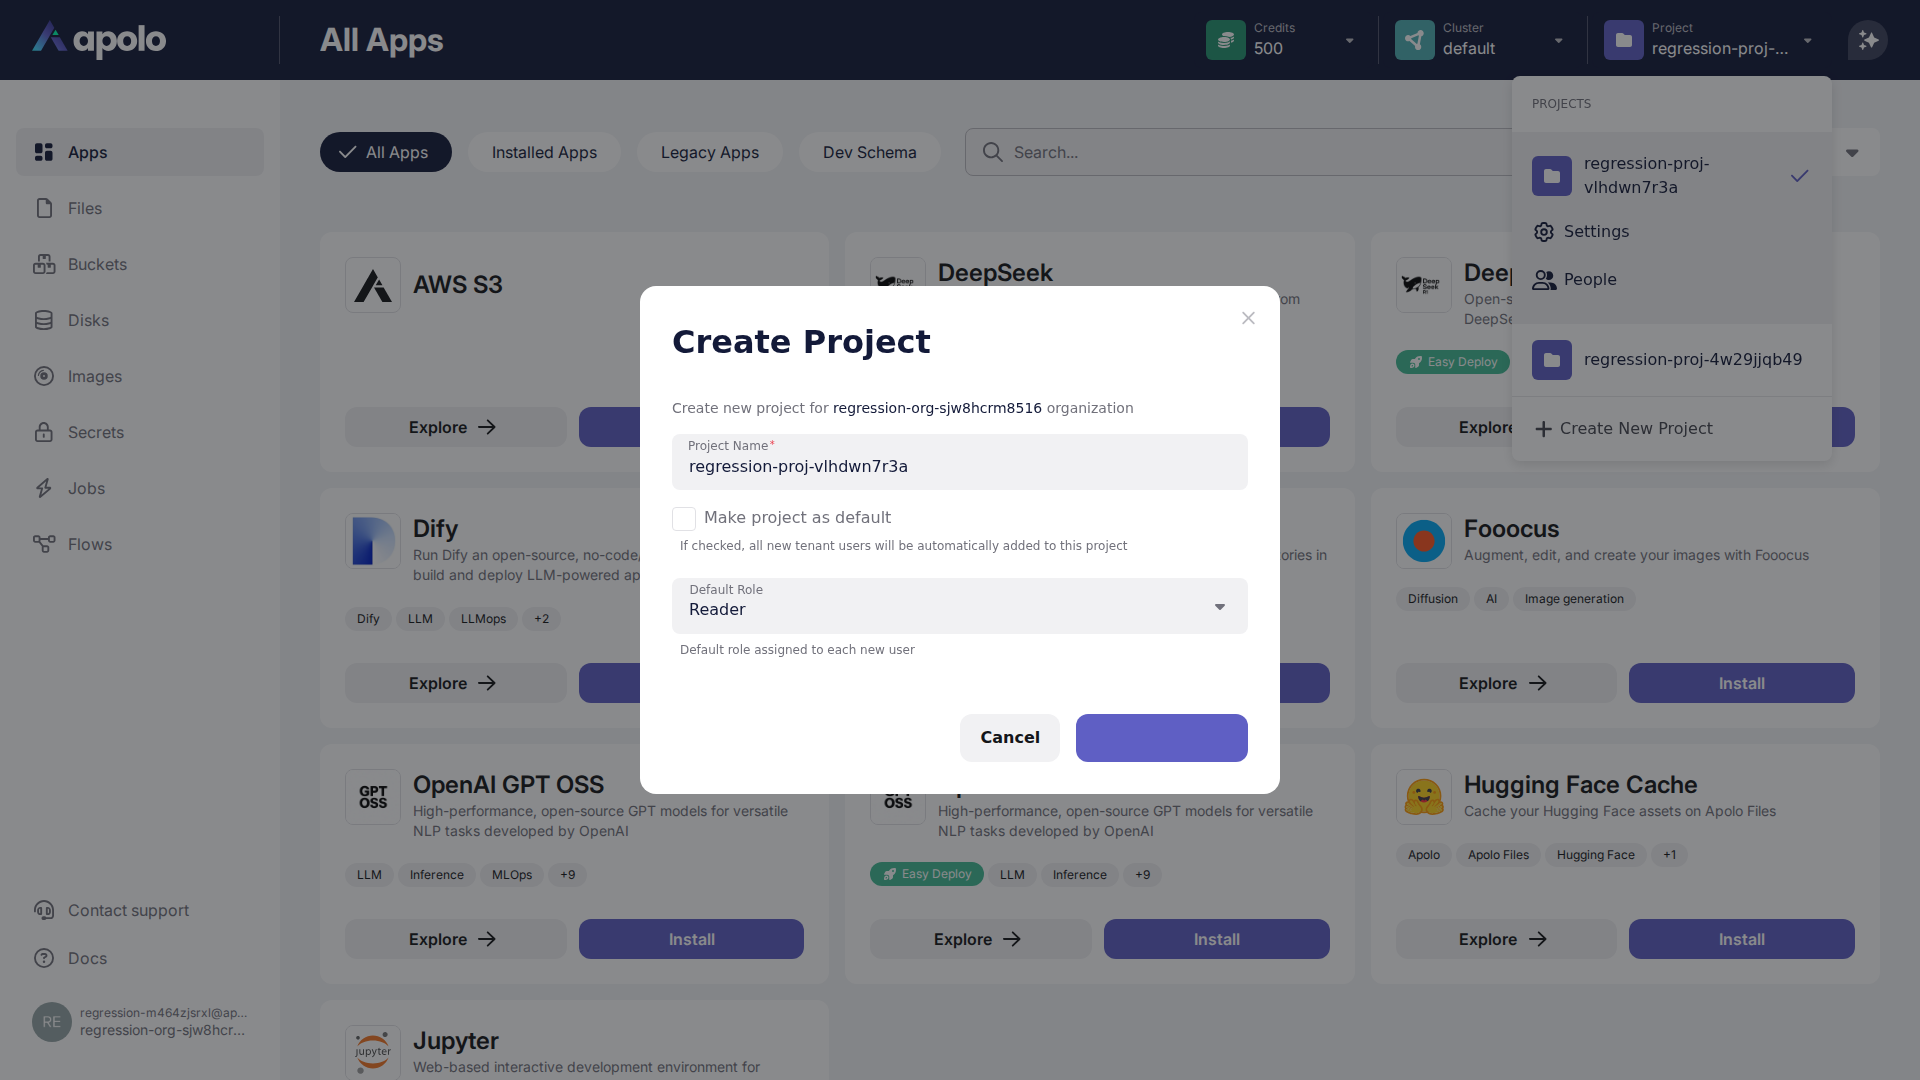 apolo
All Apps
Credits
500
Cluster
default
Project
regression-proj-...
Apps
Files
Buckets
Disks
Images
Secrets
Jobs
Flows
Contact support
Docs
RE
regression-m464zjsrxl@ap...
regression-org-sjw8hcr...
All Apps
Installed Apps
Legacy Apps
Dev Schema
Search...
PROJECTS
regression-proj-
vlhdwn7r3a
Settings
People
regression-proj-4w29jjqb49
Create New Project
AWS S3
Explore
DeepSeek
om
Open-s
DeepSe
Easy Deploy
Explore
Create Project
Create new project for regression-org-sjw8hcrm8516 organization
Project Name*
regression-proj-vlhdwn7r3a
Make project as default
If checked, all new tenant users will be automatically added to this project
Default Role
Reader
Default role assigned to each new user
Cancel
Dify
Run Dify an open-source, no-code/
build and deploy LLM-powered ap
Dify
LLM
LLMops
+2
Explore
ories in
Fooocus
Augment, edit, and create your images with Fooocus
Diffusion
AI
Image generation
Explore
Install
GPT
OSS
OpenAI GPT OSS
High-performance, open-source GPT models for versatile
NLP tasks developed by OpenAI
LLM
Inference
MLOps
+9
Explore
Install
OSS
High-performance, open-source GPT models for versatile
NLP tasks developed by OpenAI
Easy Deploy
LLM
Inference
+9
Explore
Install
Hugging Face Cache
Cache your Hugging Face assets on Apolo Files
Apolo
Apolo Files
Hugging Face
+1
Explore
Install
jupyter
Jupyter
Web-based interactive development environment for